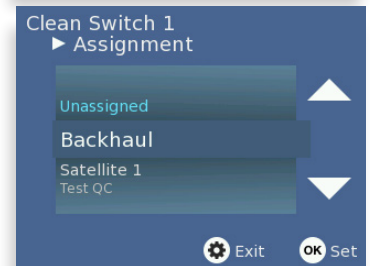 Clean Switch 1
▶ Assignment
Unassigned
Backhaul
Satellite 1
Test QC
Exit
OK Set